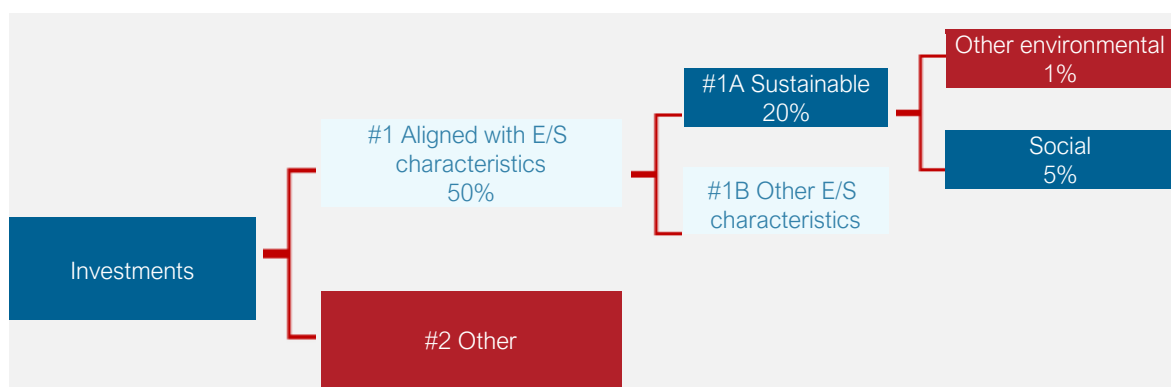 Investments
#1 Aligned with E/S
characteristics
50%
#2 Other
#1A Sustainable
20%
#1B Other E/S
characteristics
Other environmental
1%
Social
5%